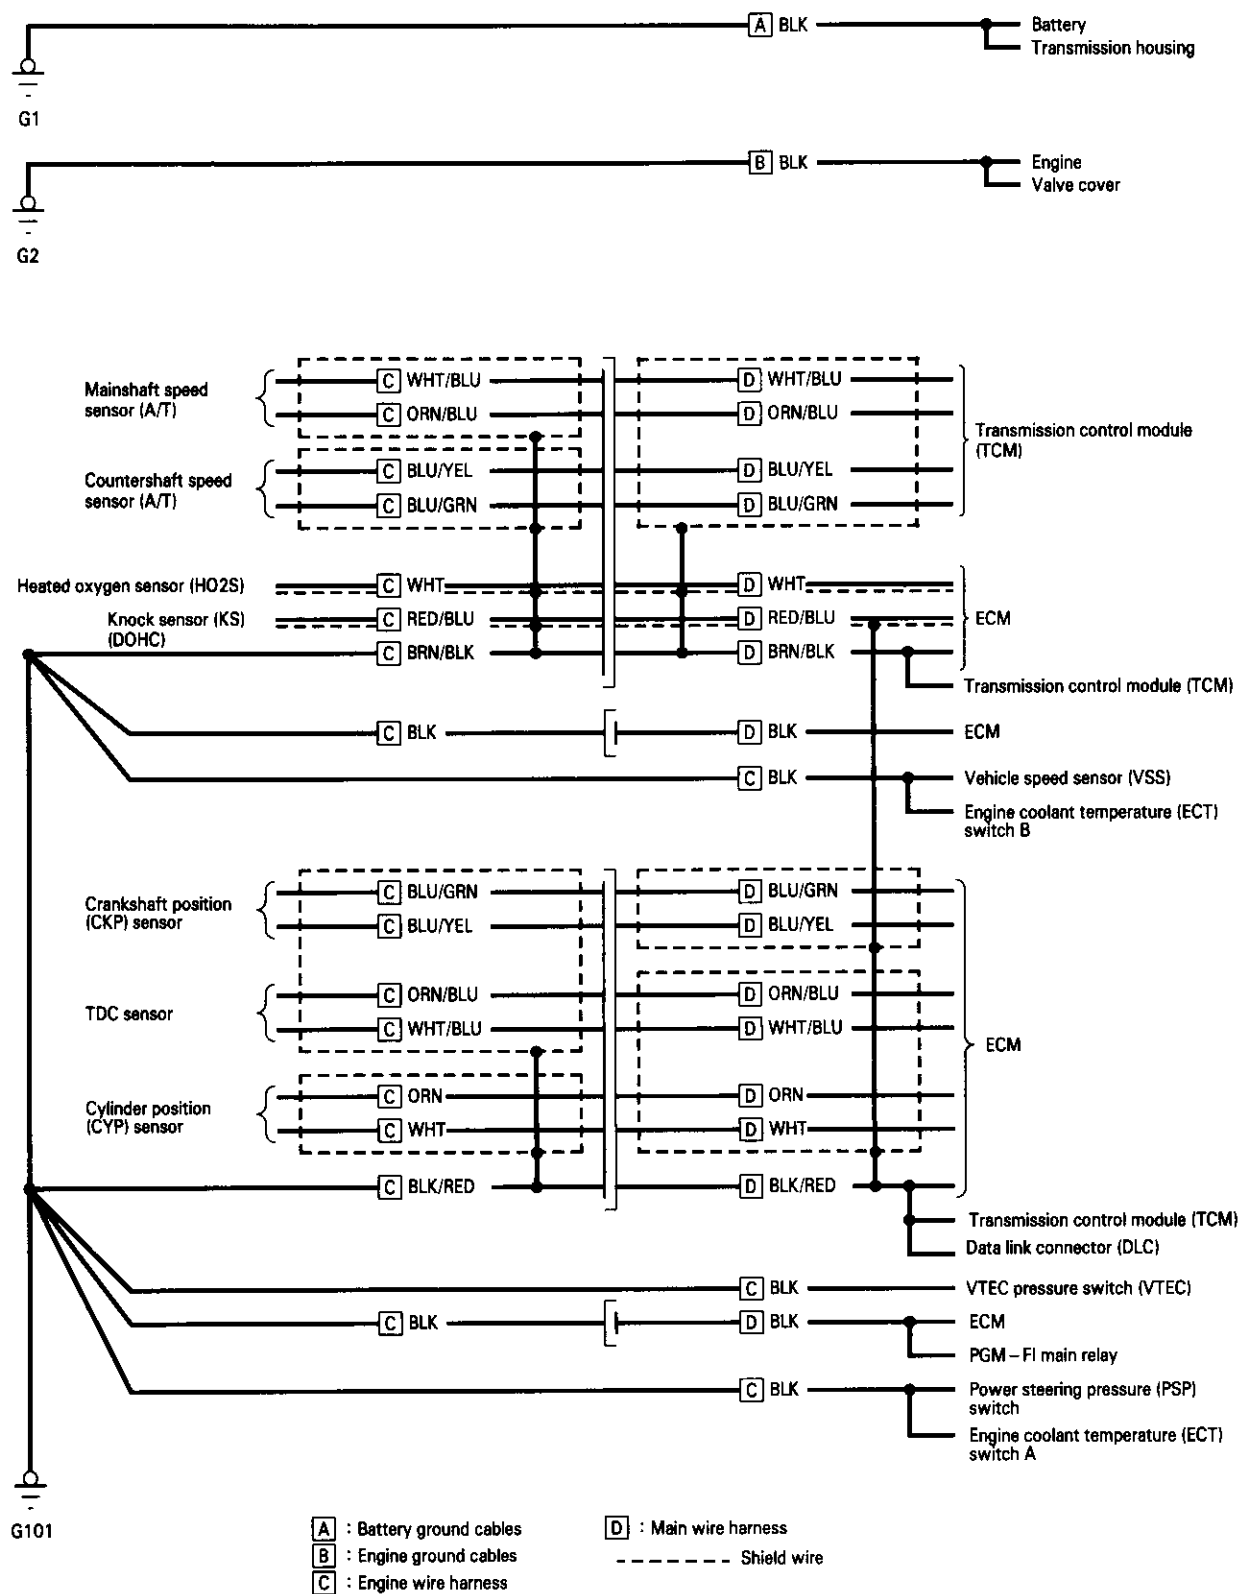 A BLK Battery
Transmission housing
G1
B BLK Engine
Valve cover
G2
Mainshaft speed
sensor (A/T)
C WHT/BLU D WHT/BLU
C ORN/BLU D ORN/BLU
Transmission control module
(TCM)
Countershaft speed
sensor (A/T)
C BLU/YEL D BLU/YEL
C BLU/GRN D BLU/GRN
Heated oxygen sensor (HO2S) C WHT D WHT
Knock sensor (KS)
(DOHC)
C RED/BLU D RED/BLU ECM
C BRN/BLK D BRN/BLK
Transmission control module (TCM)
C BLK D BLK ECM
C BLK Vehicle speed sensor (VSS)
Engine coolant temperature (ECT)
switch B
Crankshaft position
(CKP) sensor
C BLU/GRN D BLU/GRN
C BLU/YEL D BLU/YEL
TDC sensor
C ORN/BLU D ORN/BLU
C WHT/BLU D WHT/BLU
ECM
Cylinder position
(CYP) sensor
C ORN D ORN
C WHT D WHT
C BLK/RED D BLK/RED
Transmission control module (TCM)
Data link connector (DLC)
C BLK VTEC pressure switch (VTEC)
C BLK D BLK ECM
PGM – FI main relay
C BLK Power steering pressure (PSP)
switch
Engine coolant temperature (ECT)
switch A
G101
A : Battery ground cables
B : Engine ground cables
C : Engine wire harness
D : Main wire harness
Shield wire